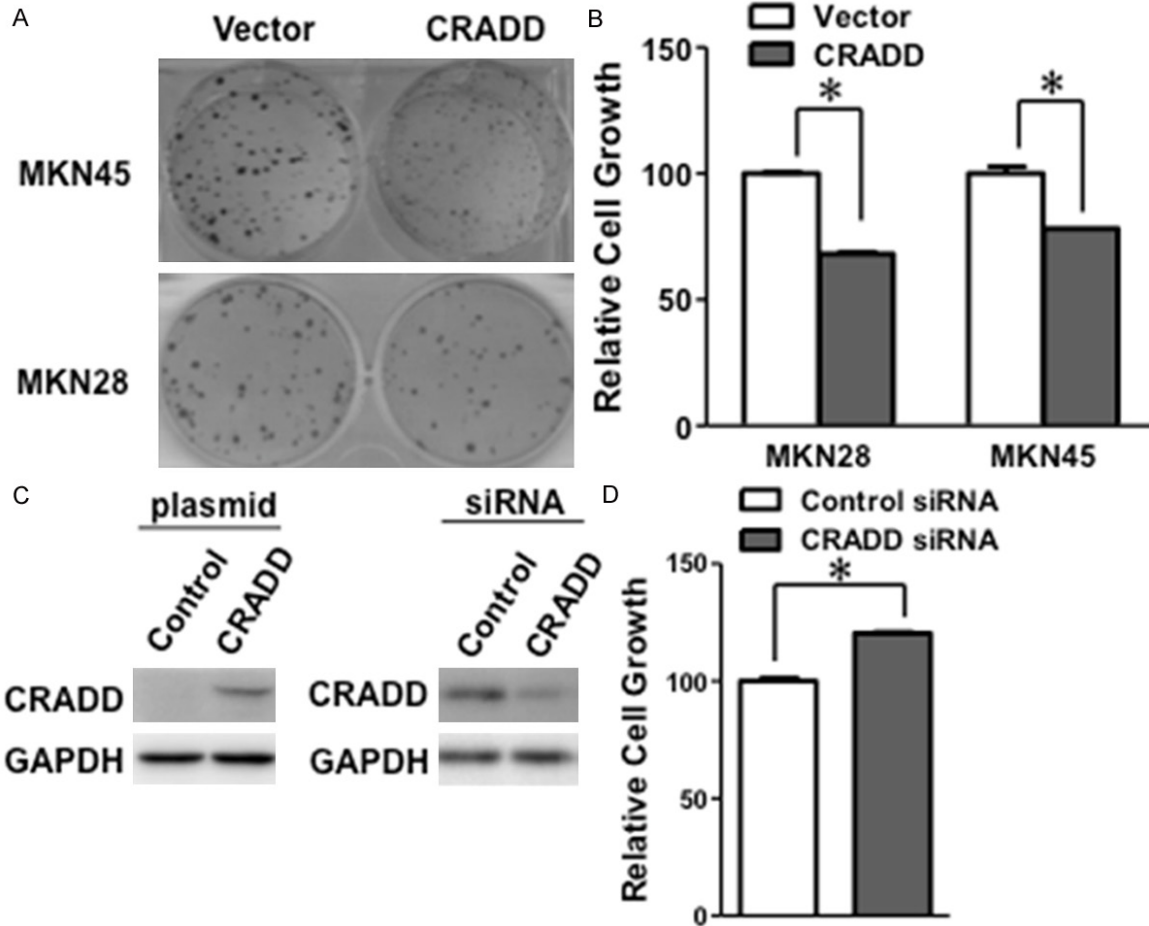 A
Vector CRADD
MKN45
MKN28
B
Vector
CRADD
Relative Cell Growth
150
100
50
0
*
*
MKN28 MKN45
C
plasmid siRNA
Control CRADD Control CRADD
CRADD CRADD
GAPDH GAPDH
D
Control siRNA
CRADD siRNA
Relative Cell Growth
150
100
50
0
*